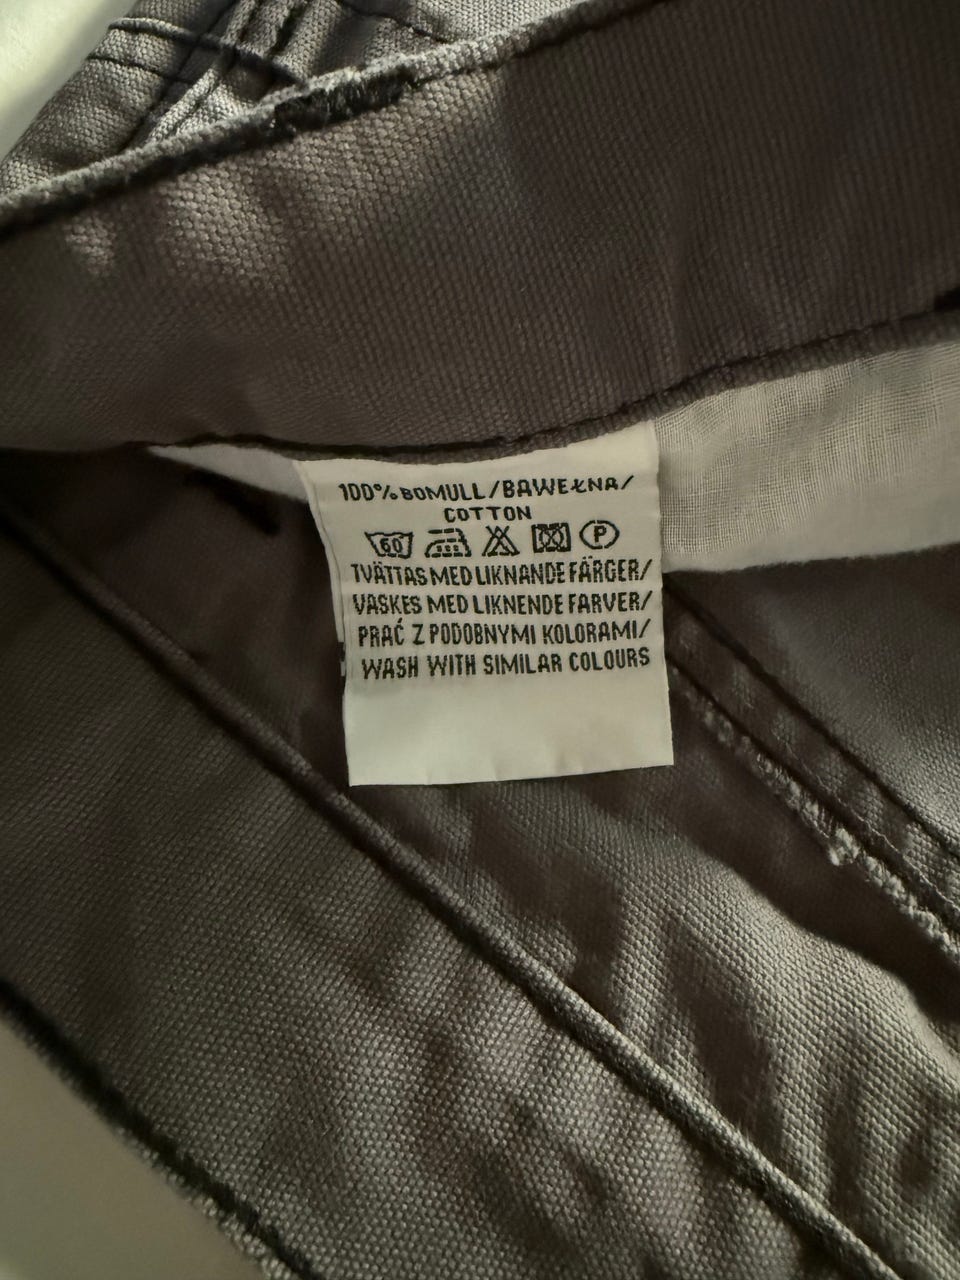 100% BOMULL/BAWEŁNA/
COTTON
60 P
TVÄTTAS MED LIKNANDE FÄRGER/
VASKES MED LIKNENDE FARVER/
PRAĆ Z PODOBNYMI KOLORAMI/
WASH WITH SIMILAR COLOURS